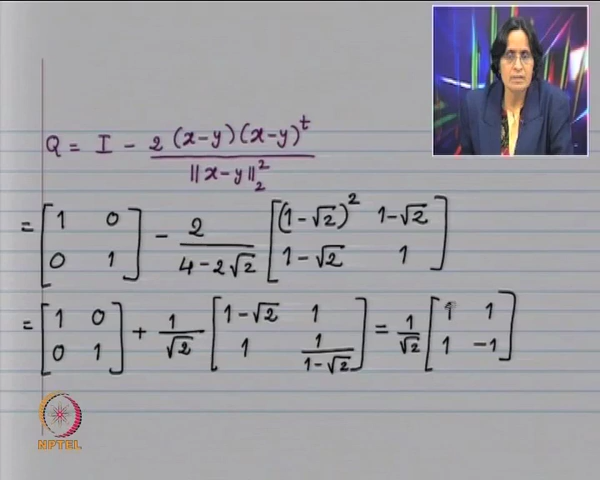 Q = I - 2 (x-y)(x-y)^t / ||x-y||_2^2
= [1 0; 0 1] - 2/(4-2√2) [(1-√2)^2 1-√2; 1-√2 1]
= [1 0; 0 1] + 1/√2 [1-√2 1; 1 1/(1-√2)] = 1/√2 [1 1; 1 -1]
NPTEL